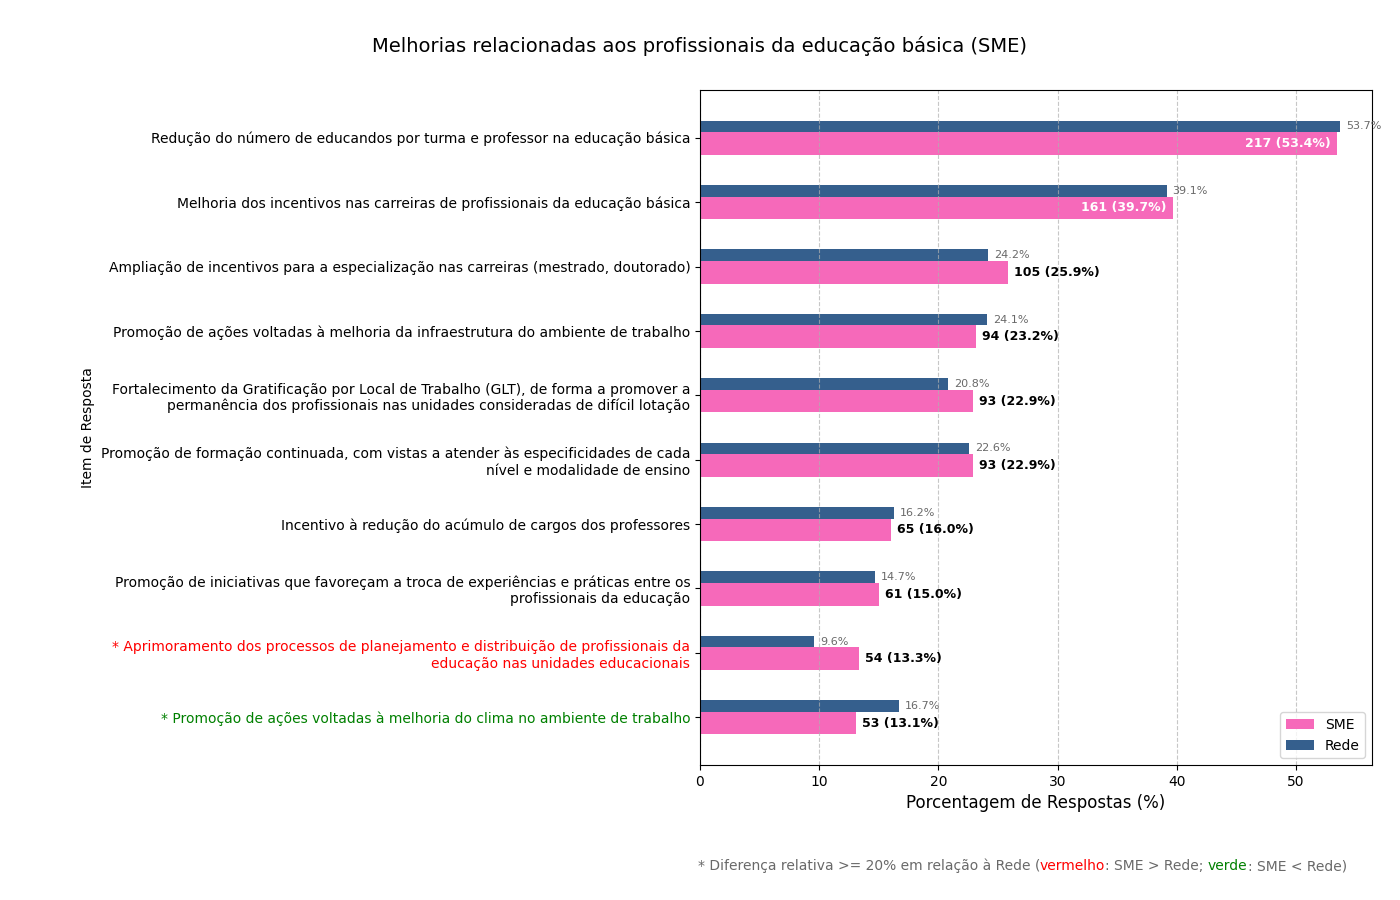 Melhorias relacionadas aos profissionais da educação básica (SME)
Redução do número de educandos por turma e professor na educação básica
53.7%
217 (53.4%)
Melhoria dos incentivos nas carreiras de profissionais da educação básica
39.1%
161 (39.7%)
Ampliação de incentivos para a especialização nas carreiras (mestrado, doutorado)
24.2%
105 (25.9%)
Promoção de ações voltadas à melhoria da infraestrutura do ambiente de trabalho
24.1%
94 (23.2%)
Item de Resposta
Fortalecimento da Gratificação por Local de Trabalho (GLT), de forma a promover a
permanência dos profissionais nas unidades consideradas de difícil lotação
20.8%
93 (22.9%)
Promoção de formação continuada, com vistas a atender às especificidades de cada
nível e modalidade de ensino
22.6%
93 (22.9%)
Incentivo à redução do acúmulo de cargos dos professores
16.2%
65 (16.0%)
Promoção de iniciativas que favoreçam a troca de experiências e práticas entre os
profissionais da educação
14.7%
61 (15.0%)
* Aprimoramento dos processos de planejamento e distribuição de profissionais da
educação nas unidades educacionais
9.6%
54 (13.3%)
* Promoção de ações voltadas à melhoria do clima no ambiente de trabalho
16.7%
53 (13.1%)
SME
Rede
0 10 20 30 40 50
Porcentagem de Respostas (%)
* Diferença relativa >= 20% em relação à Rede (vermelho: SME > Rede; verde: SME < Rede)